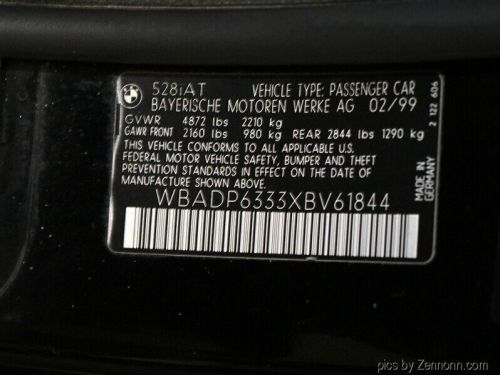 528iAT VEHICLE TYPE: PASSENGER CAR
BAYERISCHE MOTOREN WERKE AG 02/99
GVWR 4872 lbs 2210 kg
GAWR FRONT 2160 lbs 980 kg REAR 2844 lbs 1290 kg
THIS VEHICLE CONFORMS TO ALL APPLICABLE U.S.
FEDERAL MOTOR VEHICLE SAFETY, BUMPER AND THEFT
PREVENTION STANDARDS IN EFFECT ON THE DATE
OF MANUFACTURE SHOWN ABOVE.
WBADP6333XBV61844
MADE IN
GERMANY
2 122 606
pics by Zennonn.com